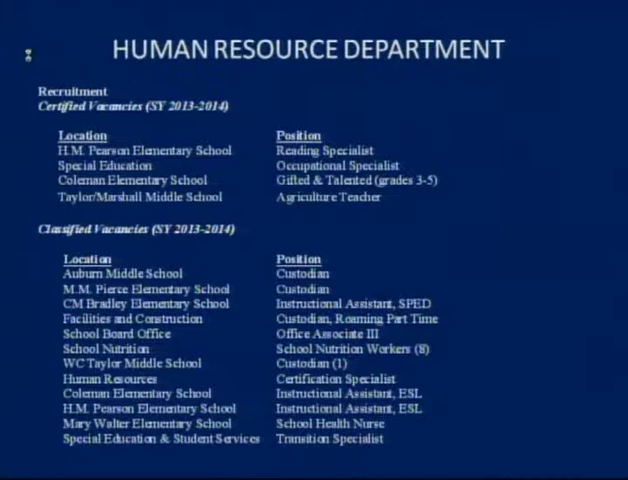 HUMAN RESOURCE DEPARTMENT
Recruitment
Certified Vacancies (SY 2013-2014)
Location Position
H.M. Pearson Elementary School Reading Specialist
Special Education Occupational Specialist
Coleman Elementary School Gifted & Talented (grades 3-5)
Taylor/Marshall Middle School Agriculture Teacher
Classified Vacancies (SY 2013-2014)
Location Position
Auburn Middle School Custodian
M.M. Pierce Elementary School Custodian
CM Bradley Elementary School Instructional Assistant, SPED
Facilities and Construction Custodian, Roaming Part Time
School Board Office Office Associate III
School Nutrition School Nutrition Workers (8)
WC Taylor Middle School Custodian (1)
Human Resources Certification Specialist
Coleman Elementary School Instructional Assistant, ESL
H.M. Pearson Elementary School Instructional Assistant, ESL
Mary Walter Elementary School School Health Nurse
Special Education & Student Services Transition Specialist